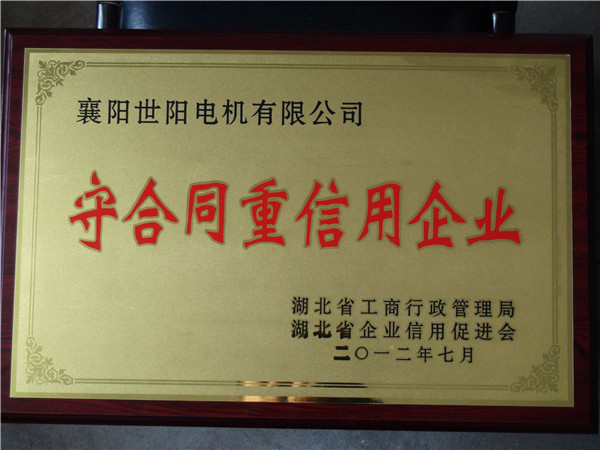 襄阳世阳电机有限公司
守合同重信用企业
湖北省工商行政管理局
湖北省企业信用促进会
二〇一二年七月